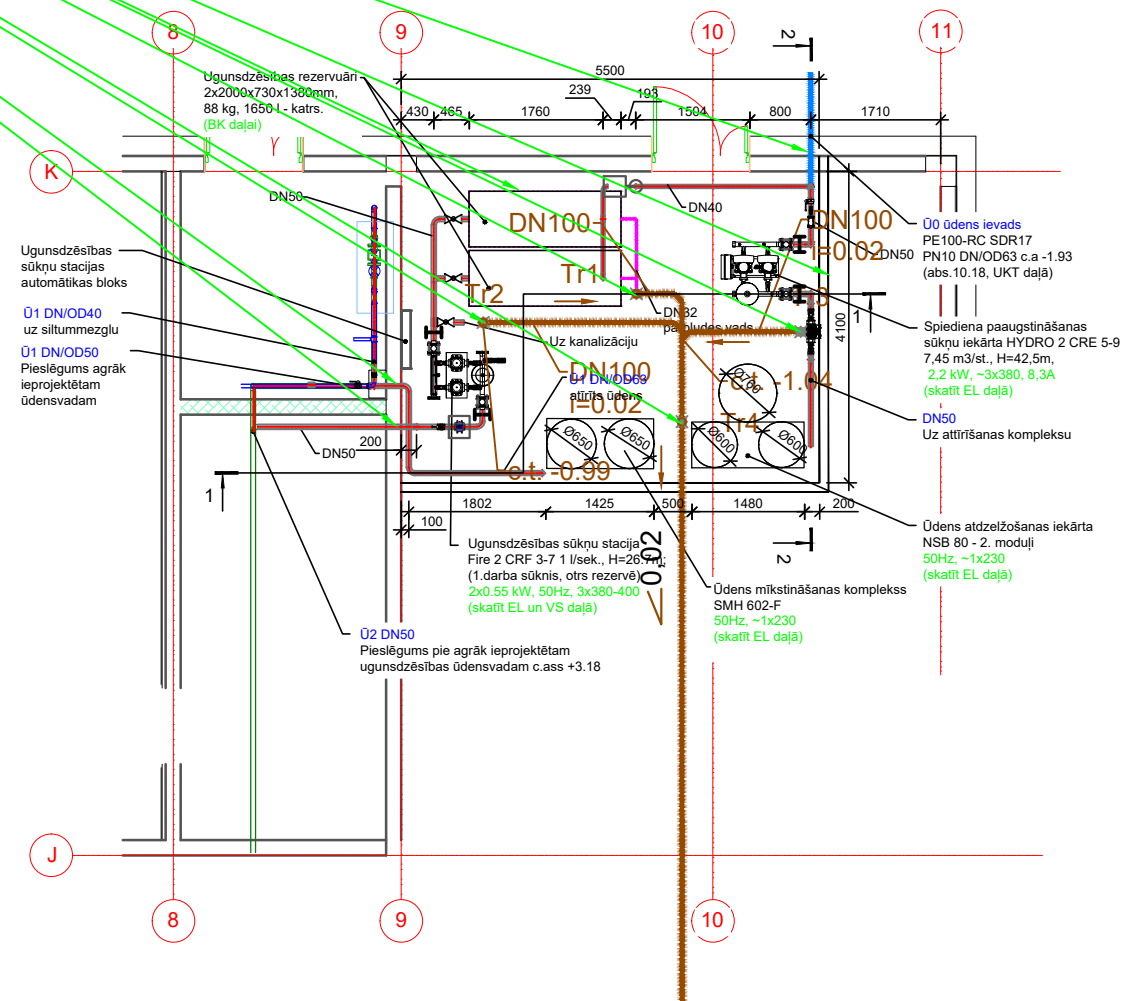 8
9
10
11
2
5500
Ugunsdzēsības rezervuāri
2x2000x730x1380mm,
88 kg, 1650 l - katrs.
(BK daļai)
239
193
430
465
1760
1504
800
1710
K
DN50
DN40
DN100
DN100
i=0.02
DN50
Ū0 ūdens ievads
PE100-RC SDR17
PN10 DN/OD63 c.a -1.93
(abs.10.18, UKT daļā)
Ugunsdzēsības
sūkņu stacijas
automātikas bloks
Tr1
Tr2
1
4100
Ū1 DN/OD40
uz siltummezglu
DN32
Uz kanalizāciju
Spiediena paaugstināšanas
sūkņu iekārta HYDRO 2 CRE 5-9
7,45 m3/st., H=42,5m,
2,2 kW, ~3x380, 8,3A
(skatīt EL daļā)
Ū1 DN/OD50
Pieslēgums agrāk
ieprojektētam
ūdensvadam
DN100
i=0.02
Ū1 DN/OD63
attīrīts ūdens
c.t. -1.04
Ø760
DN50
Uz attīrīšanas kompleksu
Tr4
200
DN50
Ø650
Ø650
Ø600
Ø600
c.t. -0.99
1
1802
1425
500
1480
200
100
2
Ūdens atdzelžošanas iekārta
NSB 80 - 2. moduļi
50Hz, ~1x230
(skatīt EL daļā)
Ugunsdzēsības sūkņu stacija
Fire 2 CRF 3-7 1 l/sek., H=26.7m;
(1.darba sūknis, otrs rezervē)
2x0.55 kW, 50Hz, 3x380-400
(skatīt EL un VS daļā)
0.02
Ūdens mīkstināšanas komplekss
SMH 602-F
50Hz, ~1x230
(skatīt EL daļā)
Ū2 DN50
Pieslēgums pie agrāk ieprojektētam
ugunsdzēsības ūdensvadam c.ass +3.18
J
8
9
10